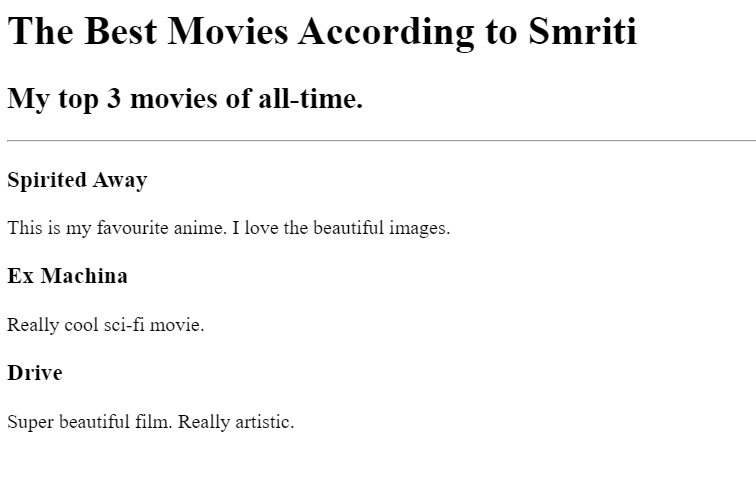 The Best Movies According to Smriti
My top 3 movies of all-time.
Spirited Away
This is my favourite anime. I love the beautiful images.
Ex Machina
Really cool sci-fi movie.
Drive
Super beautiful film. Really artistic.